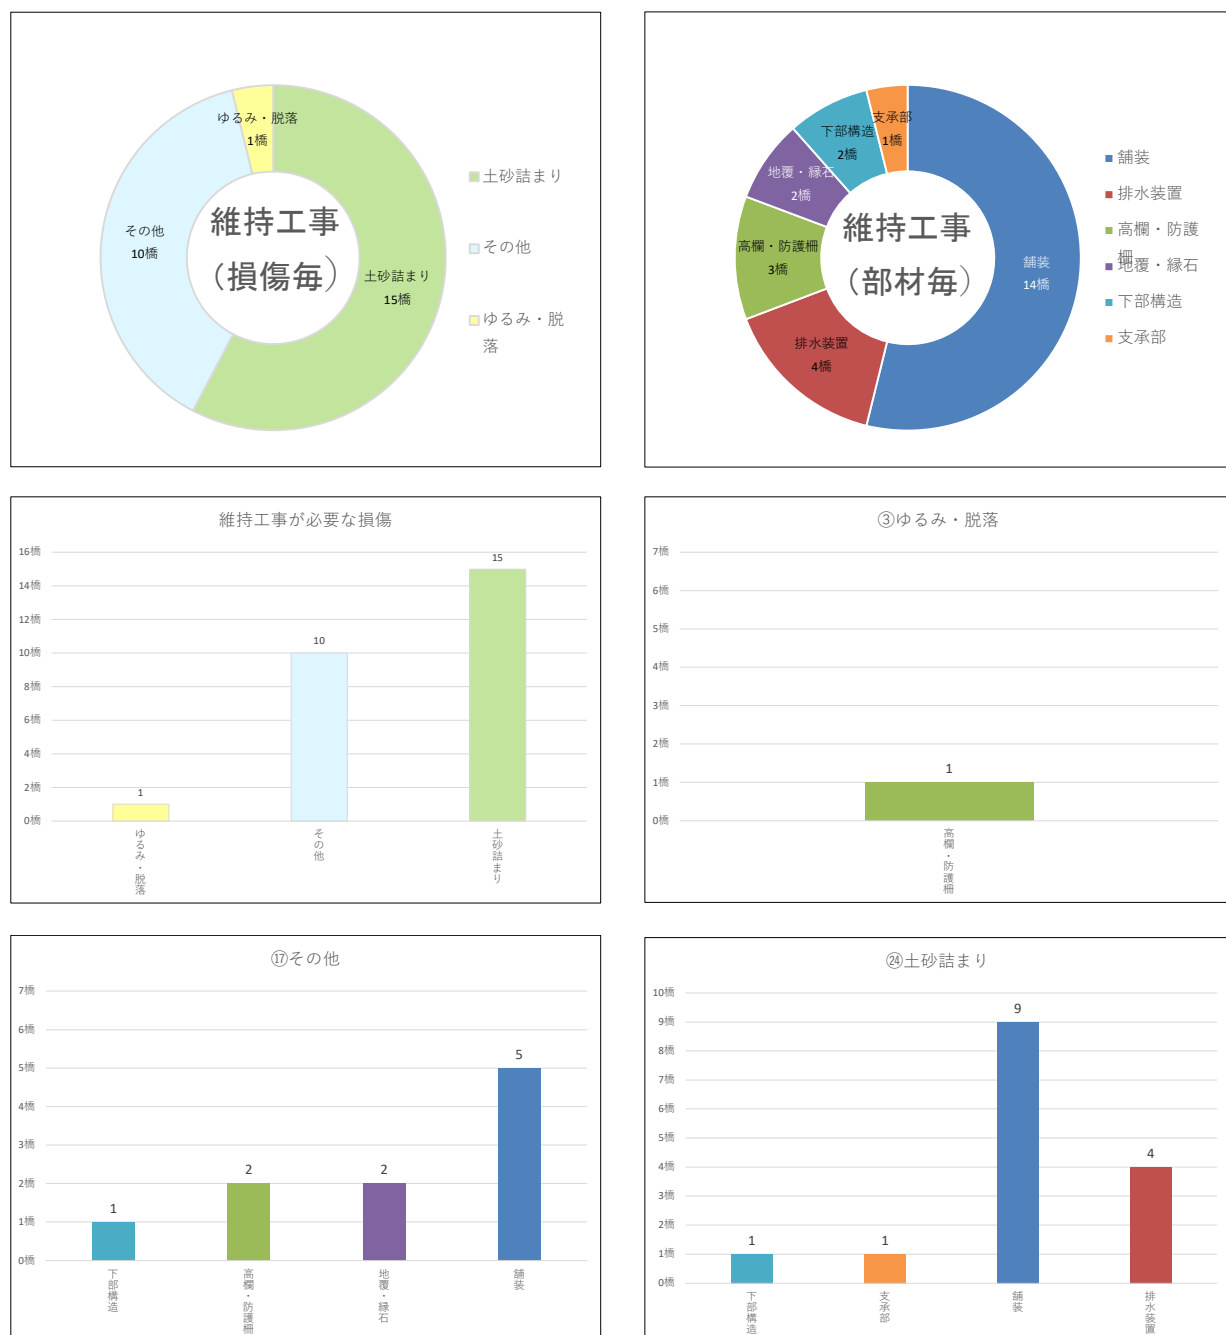 ゆるみ・脱落
1橋
その他
10橋
土砂詰まり
15橋
維持工事
（損傷毎）
土砂詰まり
その他
ゆるみ・脱
落
支承部
1橋
下部構造
2橋
地覆・縁石
2橋
高欄・防護柵
3橋
排水装置
4橋
舗装
14橋
維持工事
（部材毎）
舗装
排水装置
高欄・防護
柵
地覆・縁石
下部構造
支承部
維持工事が必要な損傷
16橋
14橋
12橋
10橋
8橋
6橋
4橋
2橋
0橋
1
10
15
ゆるみ・脱落
その他
土砂詰まり
③ゆるみ・脱落
7橋
6橋
5橋
4橋
3橋
2橋
1橋
0橋
1
高欄・防護柵
⑰その他
7橋
6橋
5橋
4橋
3橋
2橋
1橋
0橋
1
2
2
5
下部構造
高欄・防護柵
地覆・縁石
舗装
㉔土砂詰まり
10橋
9橋
8橋
7橋
6橋
5橋
4橋
3橋
2橋
1橋
0橋
1
1
9
4
下部構造
支承部
舗装
排水装置